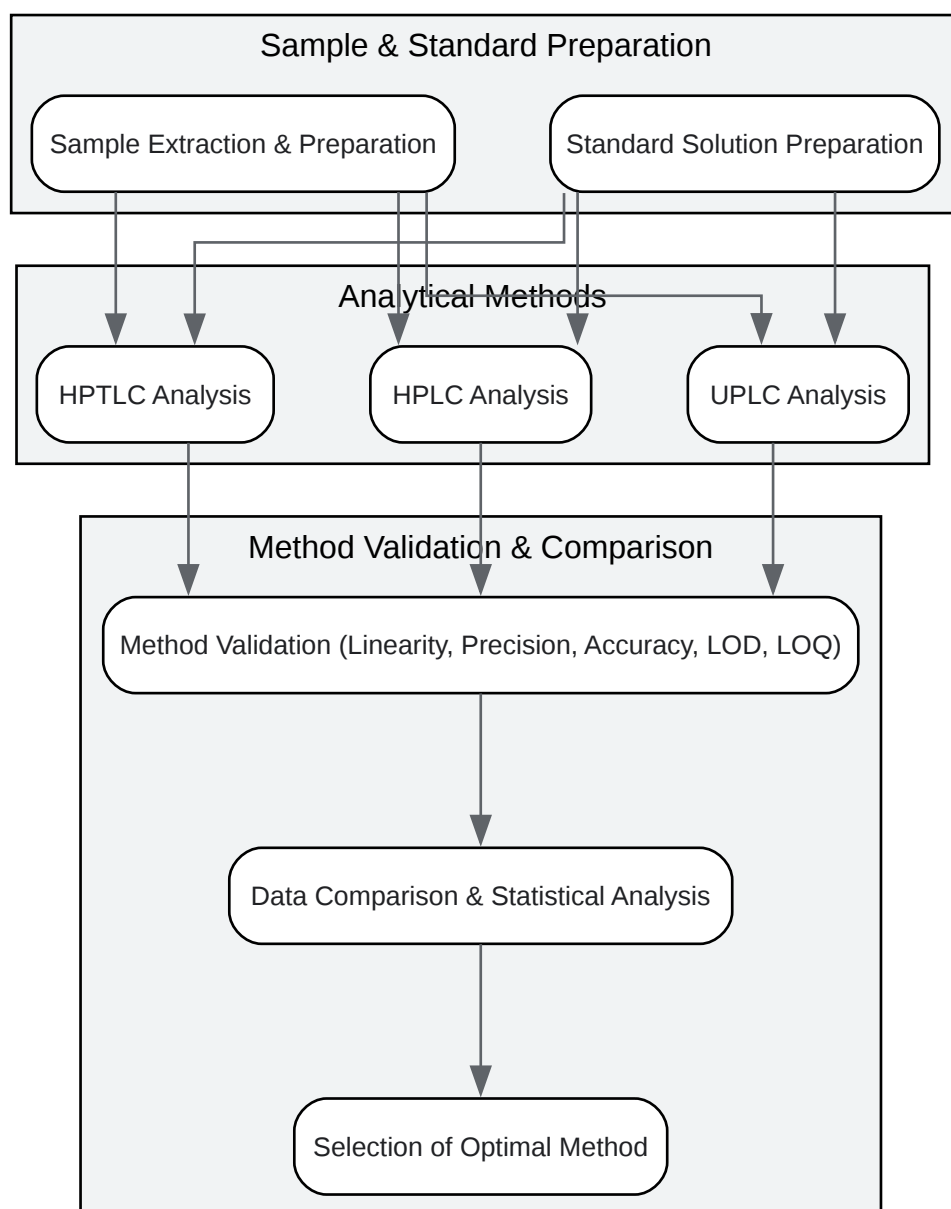 Sample & Standard Preparation
Sample Extraction & Preparation
Standard Solution Preparation
Analytical Methods
HPTLC Analysis
HPLC Analysis
UPLC Analysis
Method Validation & Comparison
Method Validation (Linearity, Precision, Accuracy, LOD, LOQ)
Data Comparison & Statistical Analysis
Selection of Optimal Method